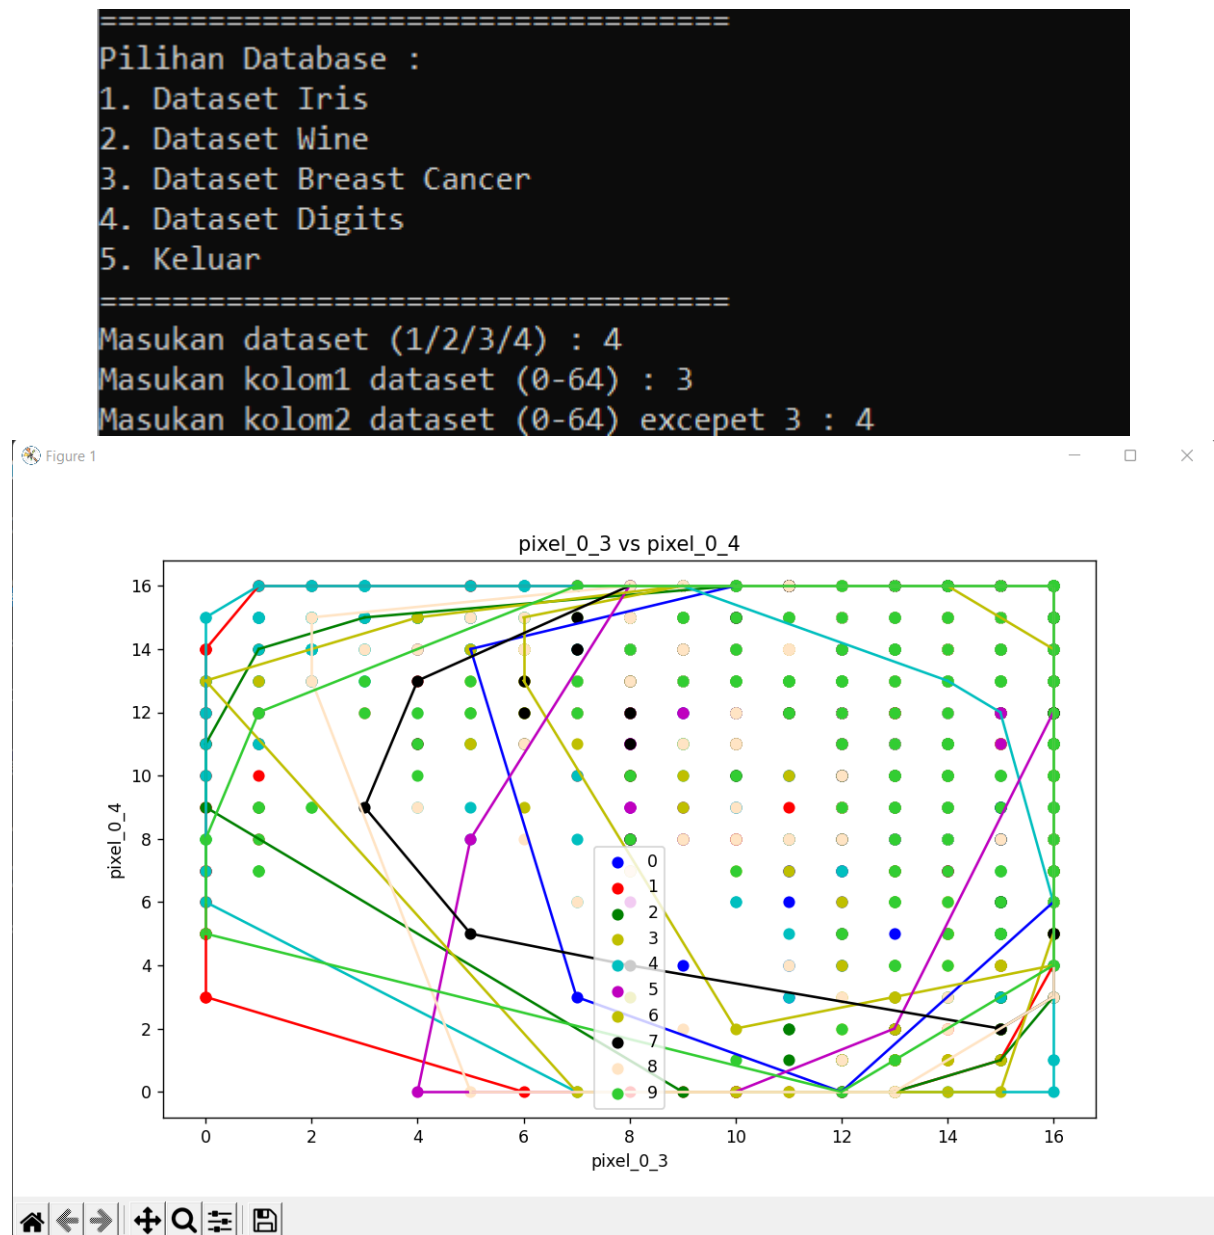 ===================================
Pilihan Database :
1. Dataset Iris
2. Dataset Wine
3. Dataset Breast Cancer
4. Dataset Digits
5. Keluar
===================================
Masukan dataset (1/2/3/4) : 4
Masukan kolom1 dataset (0-64) : 3
Masukan kolom2 dataset (0-64) excepet 3 : 4
Figure 1
pixel_0_3 vs pixel_0_4
16
14
12
10
8
6
4
2
0
pixel_0_4
0
1
2
3
4
5
6
7
8
9
0 2 4 6 8 10 12 14 16
pixel_0_3